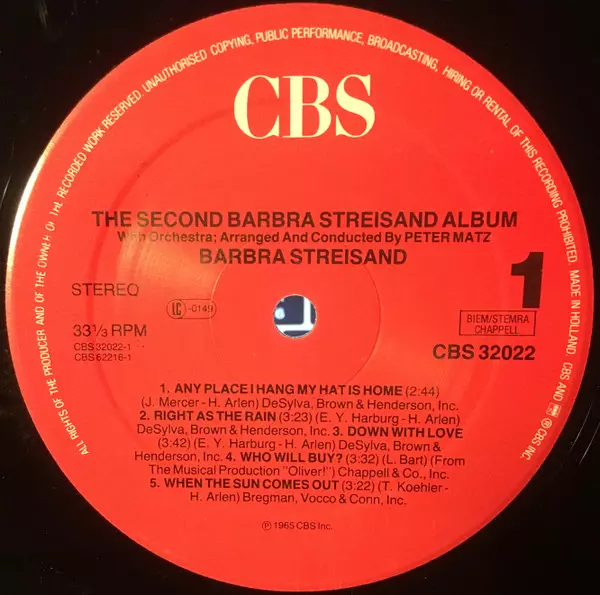 ALL RIGHTS OF THE PRODUCER AND OF THE OWNER OF THE RECORDED WORK RESERVED. UNAUTHORISED COPYING, PUBLIC PERFORMANCE, BROADCASTING, HIRING OR RENTAL OF THIS RECORDING PROHIBITED. MADE IN HOLLAND. CBS AND ℗ © CBS INC.
CBS
THE SECOND BARBRA STREISAND ALBUM
With Orchestra; Arranged And Conducted By PETER MATZ
BARBRA STREISAND
STEREO
LC -0149
1
33 1/3 RPM
BIEM/STEMRA
CHAPPELL
CBS 32022-1
CBS 62216-1
CBS 32022
1. ANY PLACE I HANG MY HAT IS HOME (2:44)
(J. Mercer - H. Arlen) DeSylva, Brown & Henderson, Inc.
2. RIGHT AS THE RAIN (3:23) (E. Y. Harburg - H. Arlen)
DeSylva, Brown & Henderson, Inc. 3. DOWN WITH LOVE
(3:42) (E. Y. Harburg - H. Arlen) DeSylva, Brown &
Henderson, Inc. 4. WHO WILL BUY? (3:32) (L. Bart) (From
The Musical Production "Oliver!") Chappell & Co., Inc.
5. WHEN THE SUN COMES OUT (3:22) (T. Koehler -
H. Arlen) Bregman, Vocco & Conn, Inc.
℗ 1965 CBS Inc.